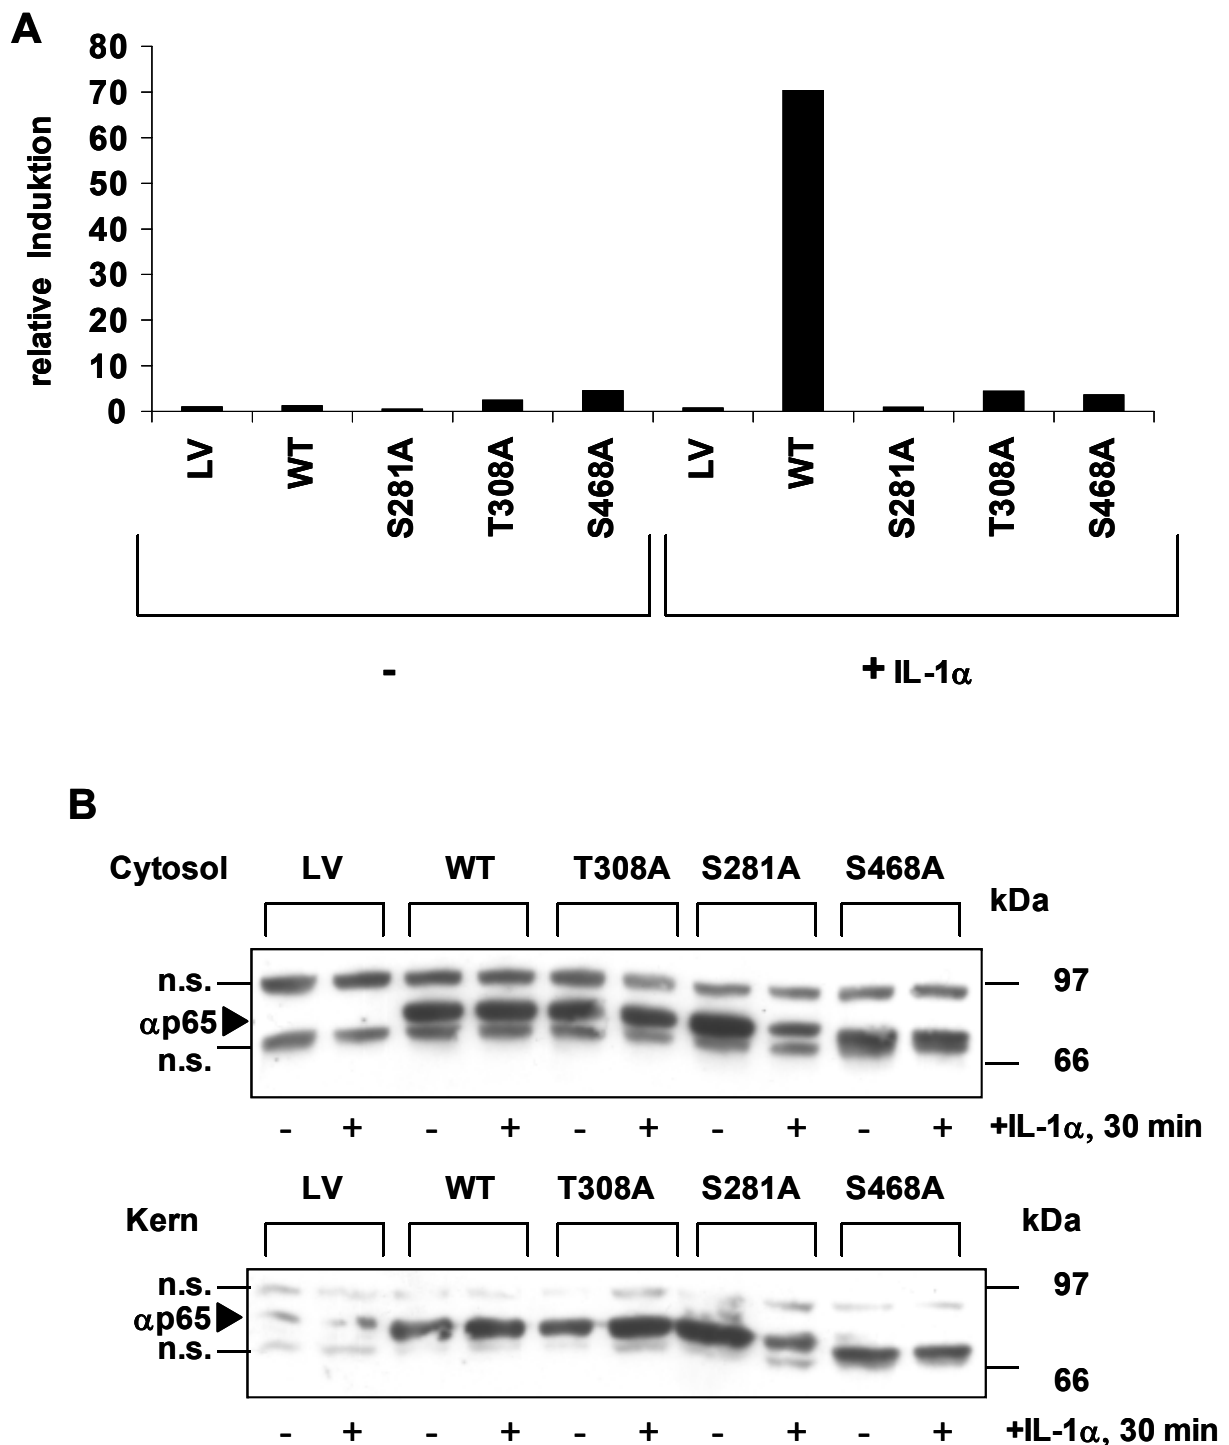 A
relative Induktion
80
70
60
50
40
30
20
10
0
LV WT S281A T308A S468A LV WT S281A T308A S468A
- + IL-1α
B
Cytosol LV WT T308A S281A S468A
kDa
n.s. 97
αp65
n.s. 66
- + - + - + - + - + +IL-1α, 30 min
LV WT T308A S281A S468A
Kern kDa
n.s. 97
αp65
n.s.
66
- + - + - + - + - + +IL-1α, 30 min